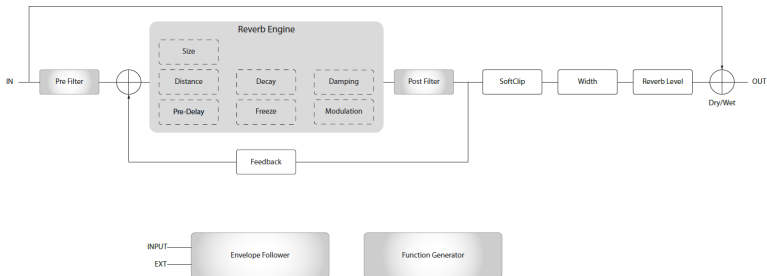 Reverb Engine
Size
IN
Pre Filter
Distance
Decay
Damping
Post Filter
SoftClip
Width
Reverb Level
OUT
Dry/Wet
Pre-Delay
Freeze
Modulation
Feedback
INPUT
EXT
Envelope Follower
Function Generator